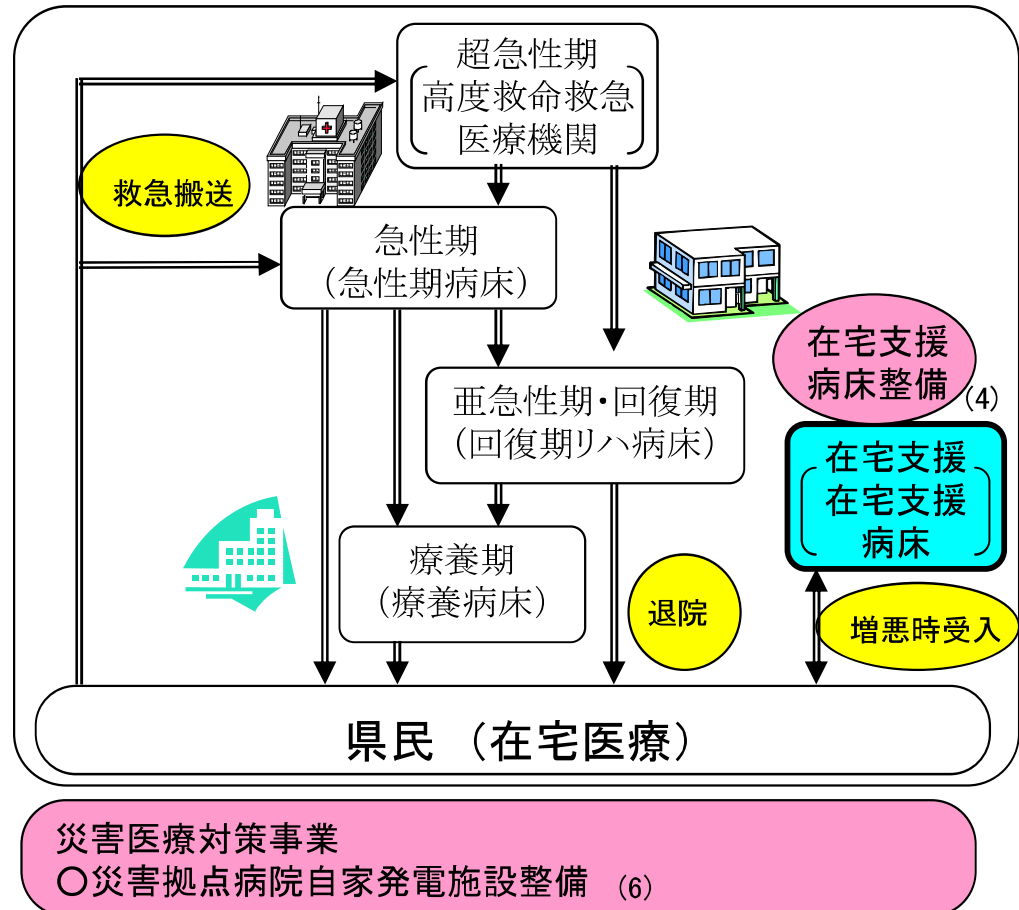 超急性期
高度救命救急
医療機関
救急搬送
急性期
（急性期病床）
在宅支援
病床整備
(4)
亜急性期・回復期
（回復期リハ病床）
在宅支援
在宅支援
病床
療養期
（療養病床）
退院
増悪時受入
県民 （在宅医療）
災害医療対策事業
○災害拠点病院自家発電施設整備 (6)